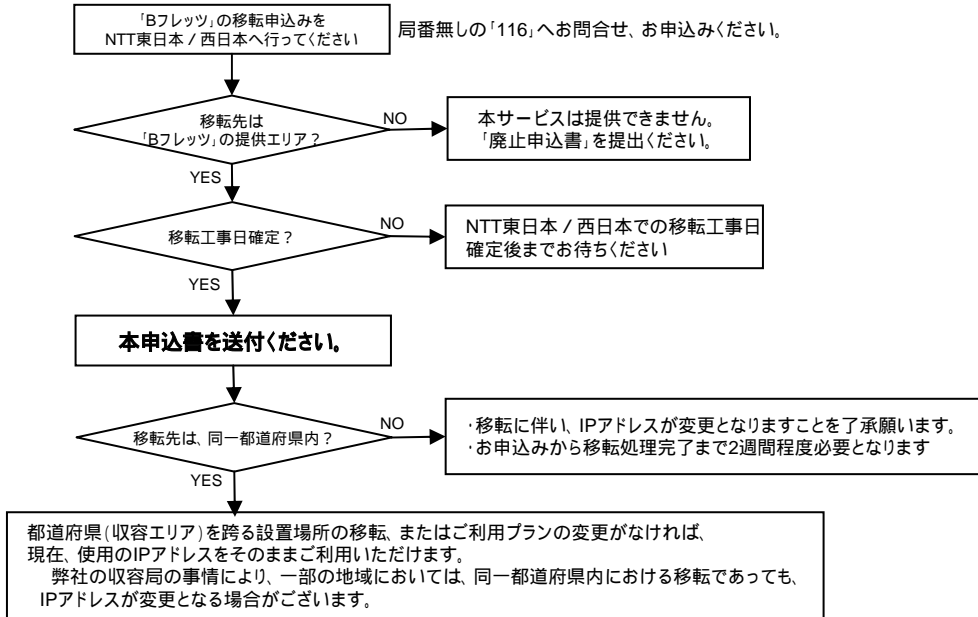 「Bフレッツ」の移転申込みを
NTT東日本 / 西日本へ行ってください
局番無しの「116」へお問合せ、お申込みください。
移転先は
「Bフレッツ」の提供エリア？
NO
本サービスは提供できません。
「廃止申込書」を提出ください。
YES
移転工事日確定？
NO
NTT東日本 / 西日本での移転工事日
確定後までお待ちください
YES
本申込書を送付ください。
移転先は、同一都道府県内？
NO
・移転に伴い、IPアドレスが変更となりますことを了承願います。
・お申込みから移転処理完了まで2週間程度必要となります
YES
都道府県(収容エリア)を跨る設置場所の移転、またはご利用プランの変更がなければ、
現在、使用のIPアドレスをそのままご利用いただけます。
弊社の収容局の事情により、一部の地域においては、同一都道府県内における移転であっても、
IPアドレスが変更となる場合がございます。